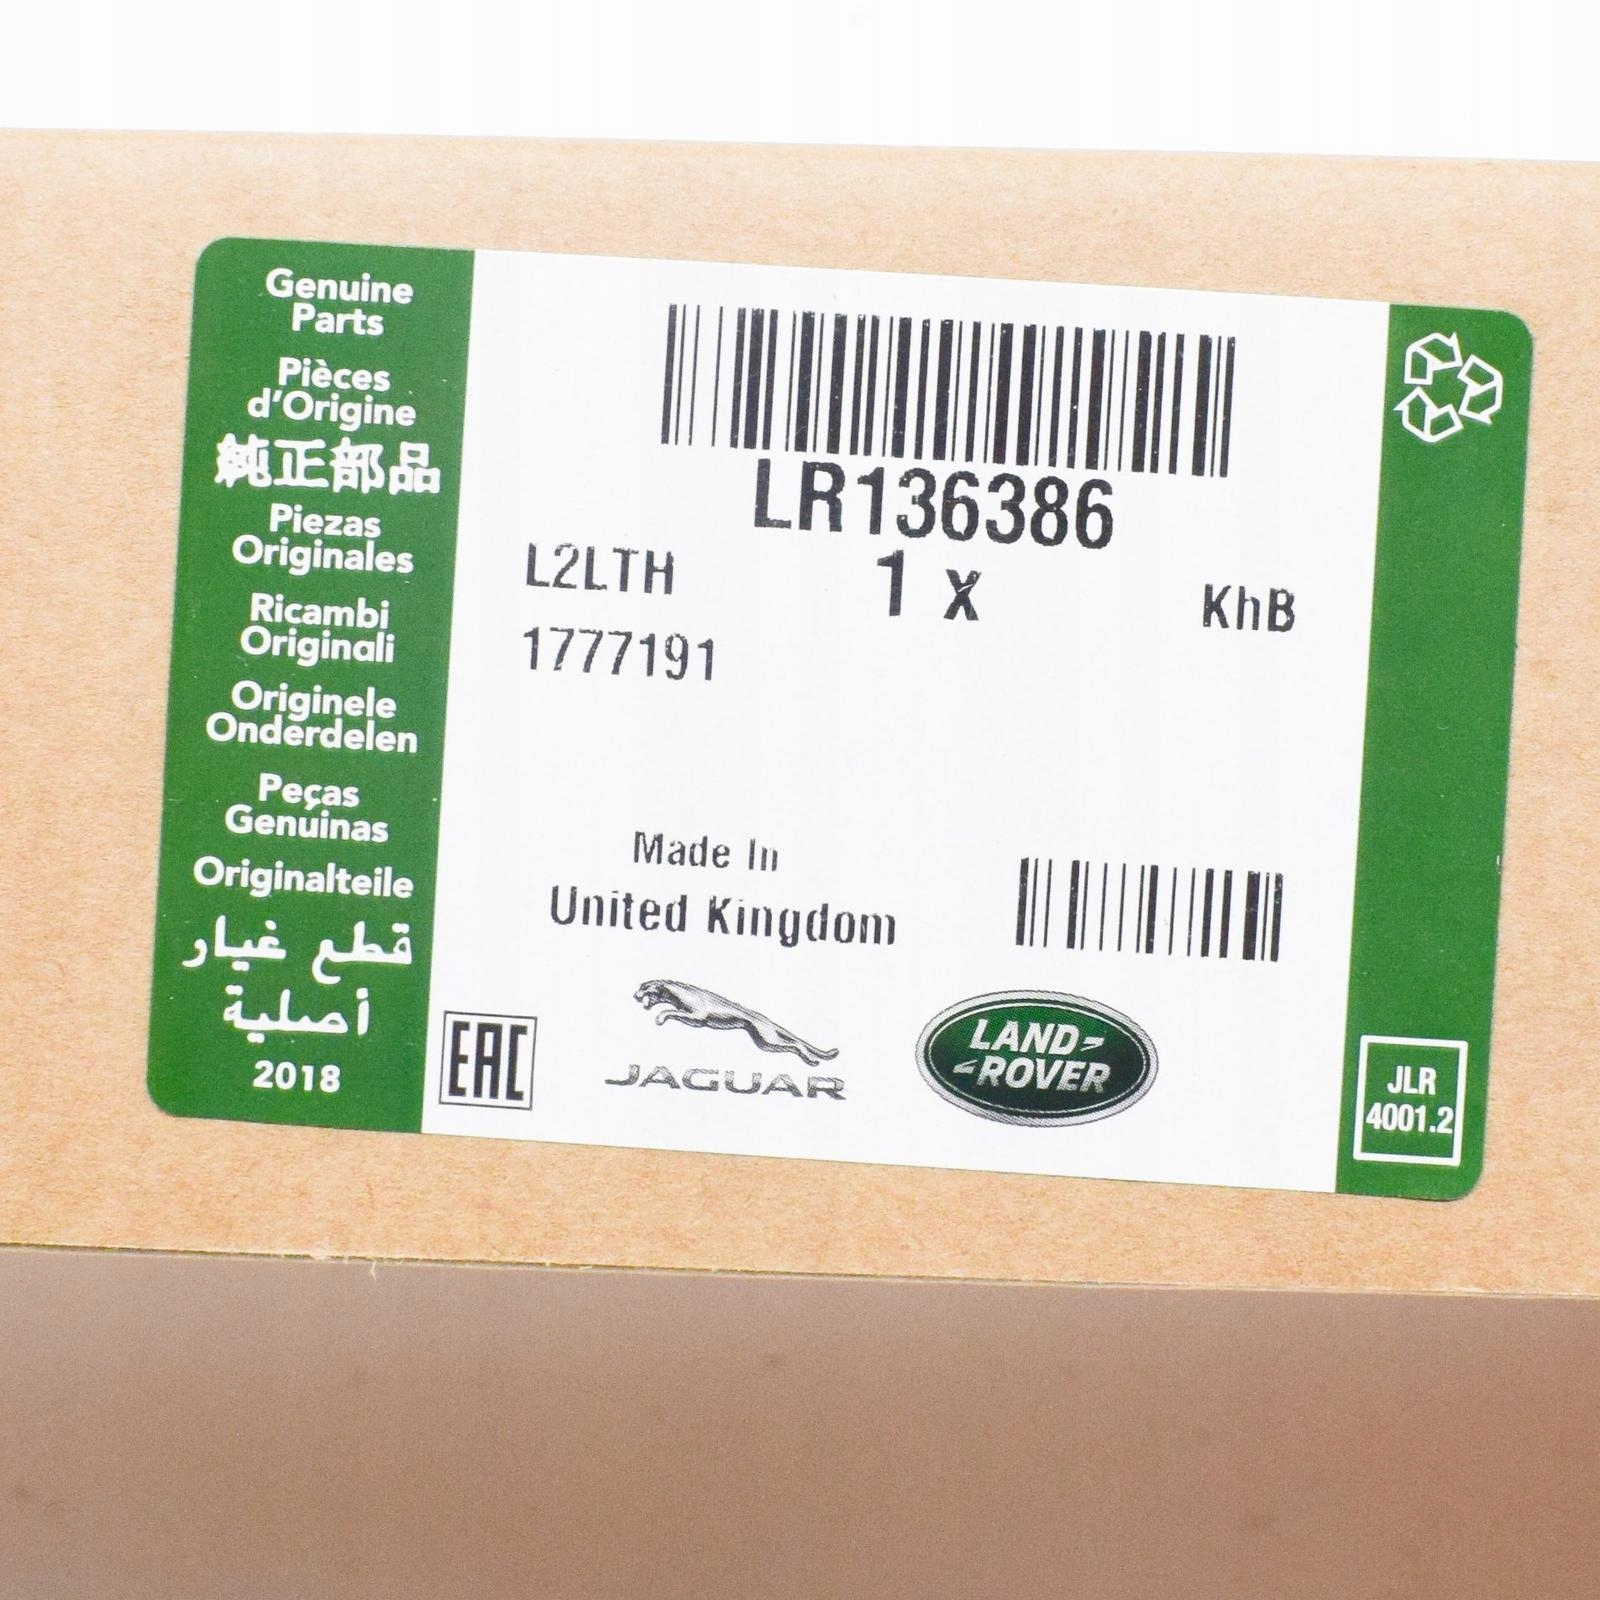 Genuine
Parts
Pièces
d'Origine
純正部品
Piezas
Originales
Ricambi
Originali
Originele
Onderdelen
Peças
Genuinas
Originalteile
قطع غيار
أصلية
2018
LR136386
L2LTH
1 x
KhB
1777191
Made In
United Kingdom
EAC
JAGUAR
LAND-
-ROVER
JLR
4001.2